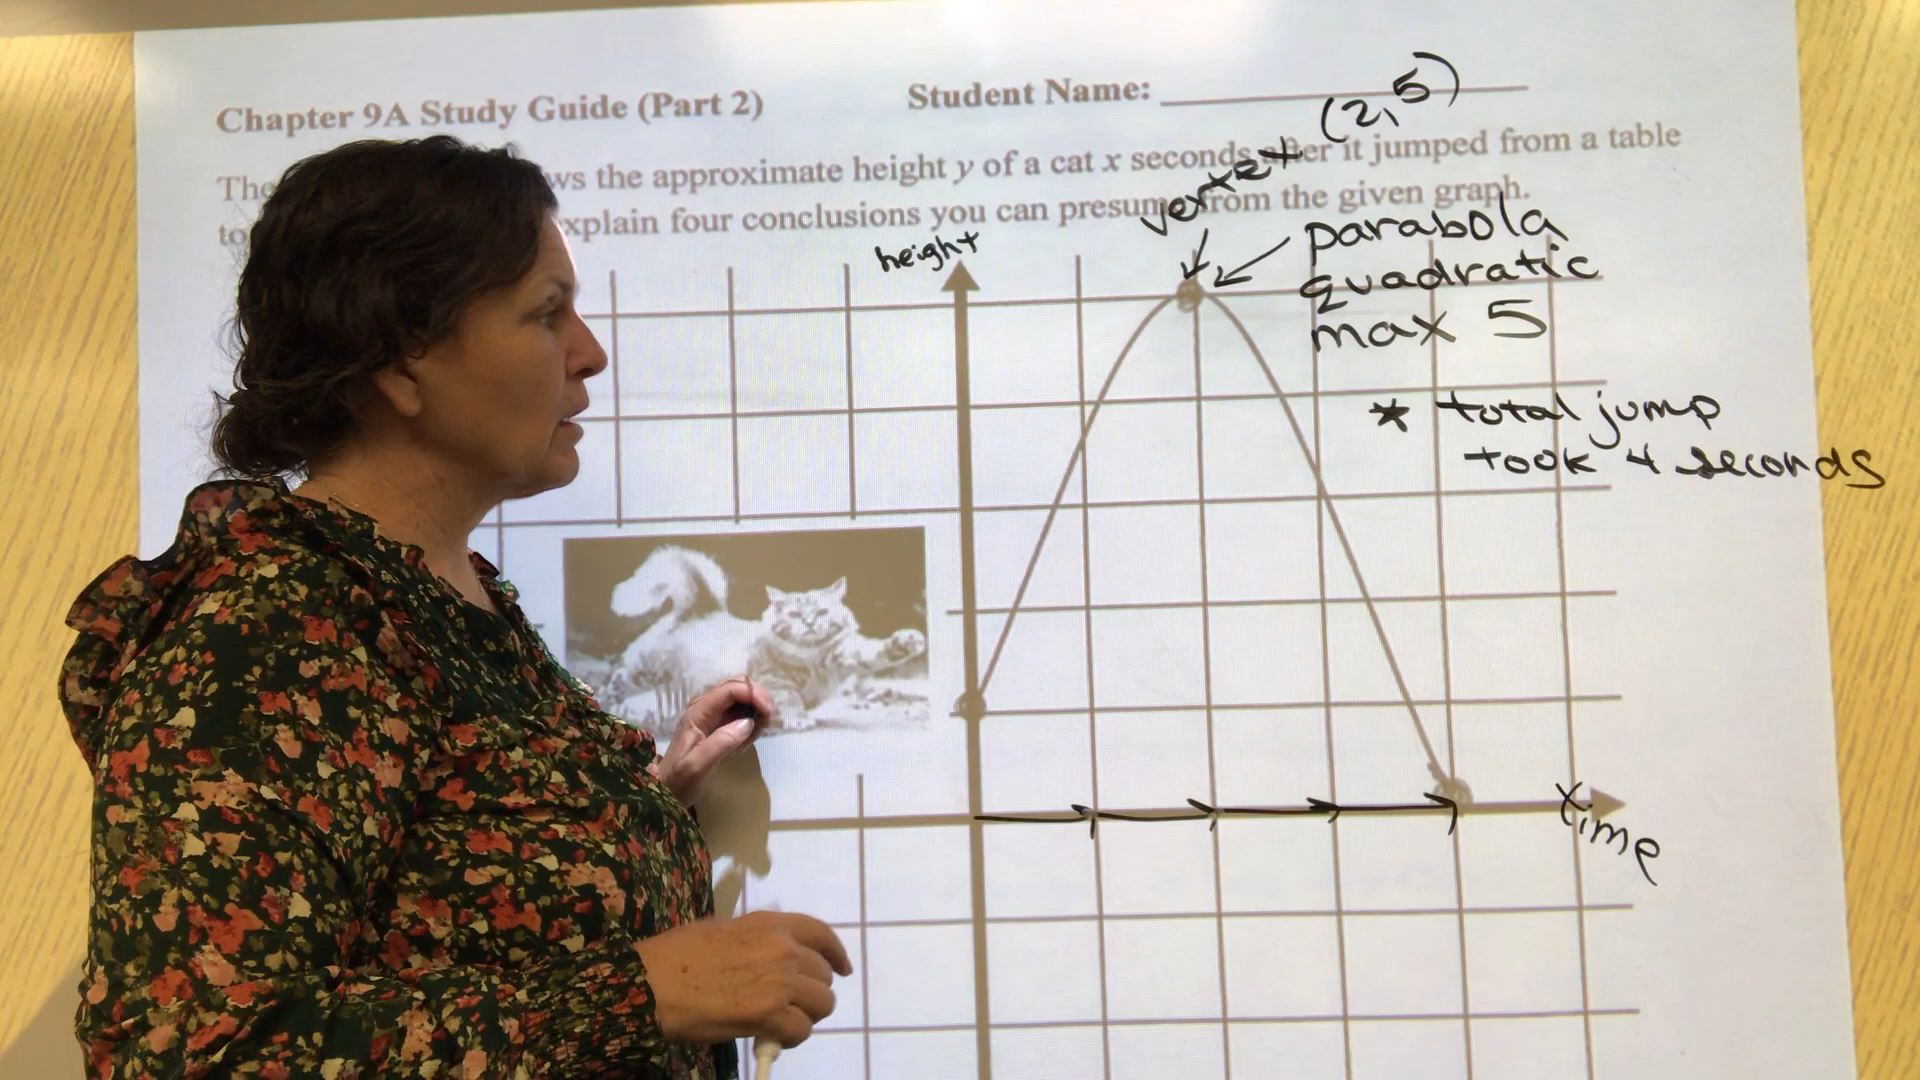 Chapter 9A Study Guide (Part 2)
Student Name:
(2,5)
The ws the approximate height y of a cat x seconds after it jumped from a table
to xplain four conclusions you can presume from the given graph.
vertex
height
parabola
quadratic
max 5
* total jump
took 4 seconds
time